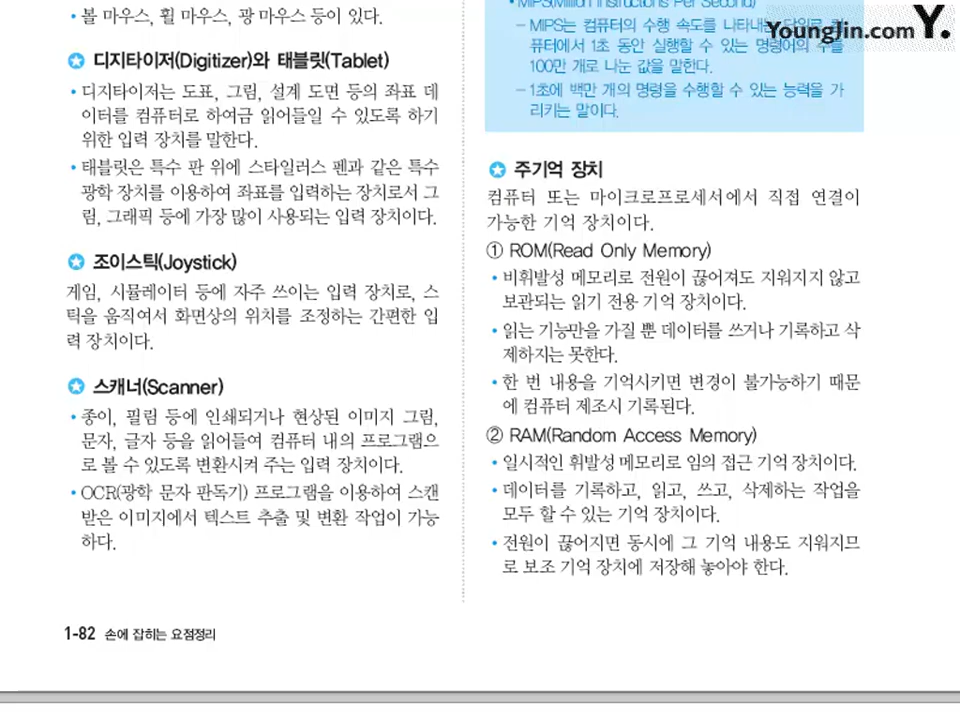 • 볼 마우스, 휠 마우스, 광 마우스 등이 있다.
디지타이저(Digitizer)와 태블릿(Tablet)
• 디지타이저는 도표, 그림, 설계 도면 등의 좌표 데
이터를 컴퓨터로 하여금 읽어들일 수 있도록 하기
위한 입력 장치를 말한다.
• 태블릿은 특수 판 위에 스타일러스 펜과 같은 특수
광학 장치를 이용하여 좌표를 입력하는 장치로서 그
림, 그래픽 등에 가장 많이 사용되는 입력 장치이다.
조이스틱(Joystick)
게임, 시뮬레이터 등에 자주 쓰이는 입력 장치로, 스
틱을 움직여서 화면상의 위치를 조정하는 간편한 입
력 장치이다.
스캐너(Scanner)
• 종이, 필림 등에 인쇄되거나 현상된 이미지 그림,
문자, 글자 등을 읽어들여 컴퓨터 내의 프로그램으
로 볼 수 있도록 변환시켜 주는 입력 장치이다.
• OCR(광학 문자 판독기) 프로그램을 이용하여 스캔
받은 이미지에서 텍스트 추출 및 변환 작업이 가능
하다.
• MIPS(Million Instructions Per Second)
– MIPS는 컴퓨터의 수행 속도를 나타내는 단위로 컴
퓨터에서 1초 동안 실행할 수 있는 명령어의 수를
100만 개로 나눈 값을 말한다.
– 1초에 백만 개의 명령을 수행할 수 있는 능력을 가
리키는 말이다.
YoungJin.com Y.
주기억 장치
컴퓨터 또는 마이크로프로세서에서 직접 연결이
가능한 기억 장치이다.
① ROM(Read Only Memory)
• 비휘발성 메모리로 전원이 끊어져도 지워지지 않고
보관되는 읽기 전용 기억 장치이다.
• 읽는 기능만을 가질 뿐 데이터를 쓰거나 기록하고 삭
제하지는 못한다.
• 한 번 내용을 기억시키면 변경이 불가능하기 때문
에 컴퓨터 제조시 기록된다.
② RAM(Random Access Memory)
• 일시적인 휘발성 메모리로 임의 접근 기억 장치이다.
• 데이터를 기록하고, 읽고, 쓰고, 삭제하는 작업을
모두 할 수 있는 기억 장치이다.
• 전원이 끊어지면 동시에 그 기억 내용도 지워지므
로 보조 기억 장치에 저장해 놓아야 한다.
1-82 손에 잡히는 요점정리